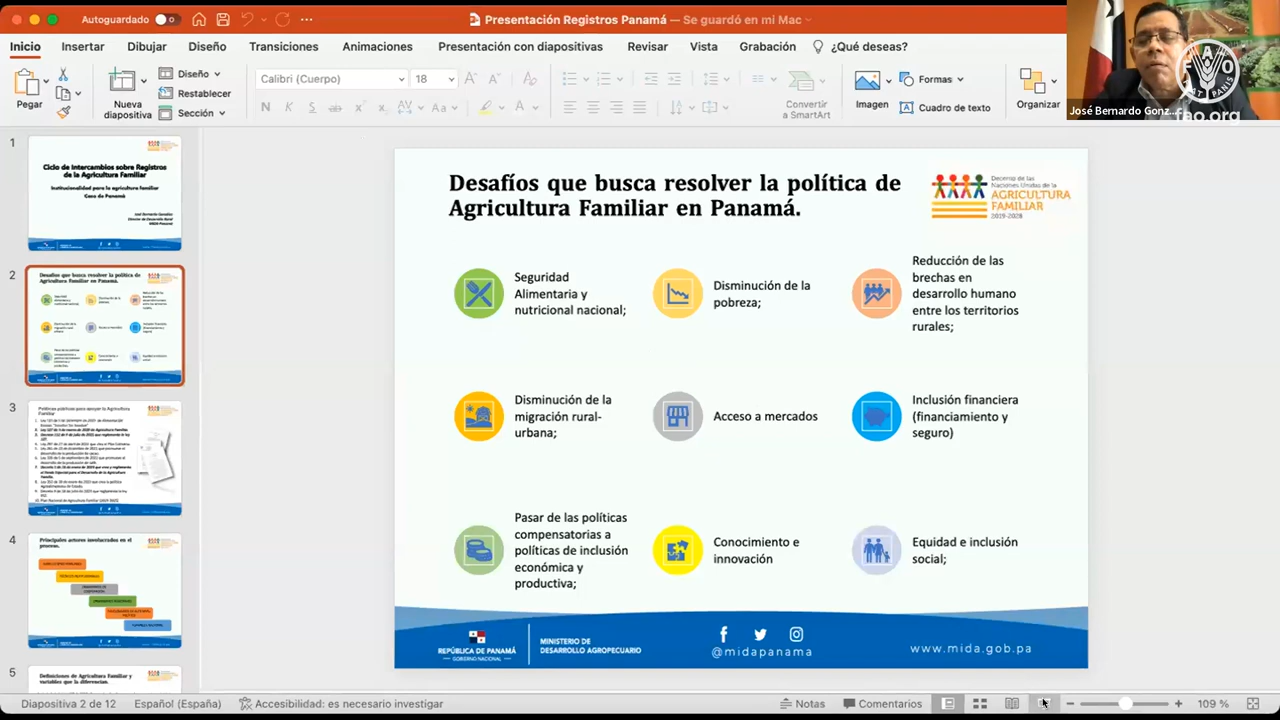 Autoguardado
Presentación Registros Panamá — Se guardó en mi Mac
Inicio
Insertar
Dibujar
Diseño
Transiciones
Animaciones
Presentación con diapositivas
Revisar
Vista
Grabación
¿Qué deseas?
Pegar
Nueva
diapositiva
Diseño
Restablecer
Sección
Calibri (Cuerpo)
18
Convertir
a SmartArt
Imagen
Formas
Cuadro de texto
Organizar
José Bernardo Gonz...
FAO
FIAT PANIS
fao.org
1
Ciclo de Intercambios sobre Registros
de la Agricultura Familiar
Institucionalidad para la agricultura familiar
Caso de Panamá
2
Desafíos que busca resolver la política de
Agricultura Familiar en Panamá.
3
Políticas públicas para apoyar la Agricultura
Familiar
4
Principales actores involucrados en el
proceso.
5
Definiciones de Agricultura Familiar y
variables que la diferencian.
Desafíos que busca resolver la política de
Agricultura Familiar en Panamá.
Decenio de las
Naciones Unidas de la
AGRICULTURA
FAMILIAR
2019-2028
Seguridad
Alimentaria y
nutricional nacional;
Disminución de la
pobreza;
Reducción de las
brechas en
desarrollo humano
entre los territorios
rurales;
Disminución de la
migración rural-
urbana;
Acceso a mercados
Inclusión financiera
(financiamiento y
seguro)
Pasar de las políticas
compensatorias a
políticas de inclusión
económica y
productiva;
Conocimiento e
innovación
Equidad e inclusión
social;
REPÚBLICA DE PANAMÁ
— GOBIERNO NACIONAL —
MINISTERIO DE
DESARROLLO AGROPECUARIO
@midapanama
www.mida.gob.pa
Diapositiva 2 de 12
Español (España)
Accesibilidad: es necesario investigar
Notas
Comentarios
109 %